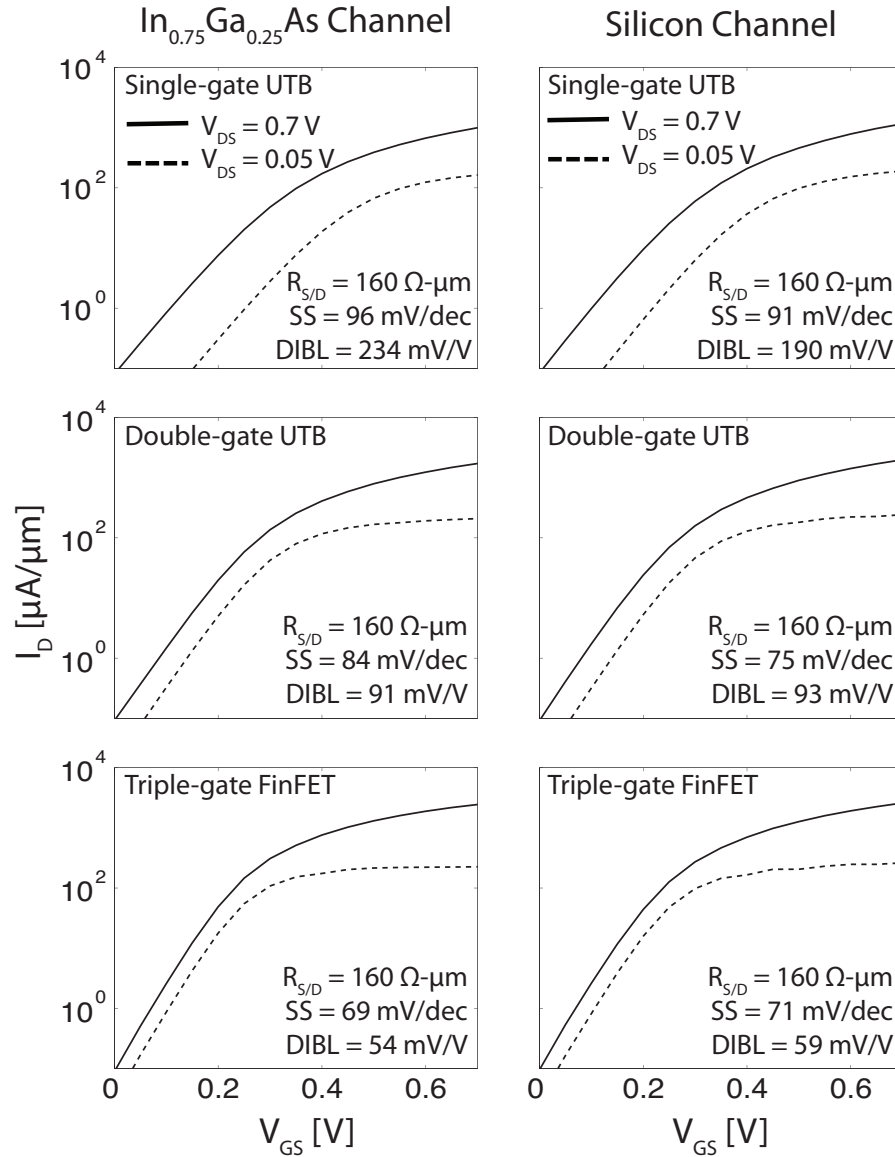 In0.75Ga0.25As Channel
Silicon Channel
I_D [µA/µm]
10^4
Single-gate UTB
V_DS = 0.7 V
V_DS = 0.05 V
10^2
10^0
R_S/D = 160 Ω-µm
SS = 96 mV/dec
DIBL = 234 mV/V
Single-gate UTB
V_DS = 0.7 V
V_DS = 0.05 V
R_S/D = 160 Ω-µm
SS = 91 mV/dec
DIBL = 190 mV/V
10^4
Double-gate UTB
10^2
10^0
R_S/D = 160 Ω-µm
SS = 84 mV/dec
DIBL = 91 mV/V
Double-gate UTB
R_S/D = 160 Ω-µm
SS = 75 mV/dec
DIBL = 93 mV/V
10^4
Triple-gate FinFET
10^2
10^0
R_S/D = 160 Ω-µm
SS = 69 mV/dec
DIBL = 54 mV/V
Triple-gate FinFET
R_S/D = 160 Ω-µm
SS = 71 mV/dec
DIBL = 59 mV/V
0 0.2 0.4 0.6
0 0.2 0.4 0.6
V_GS [V]
V_GS [V]